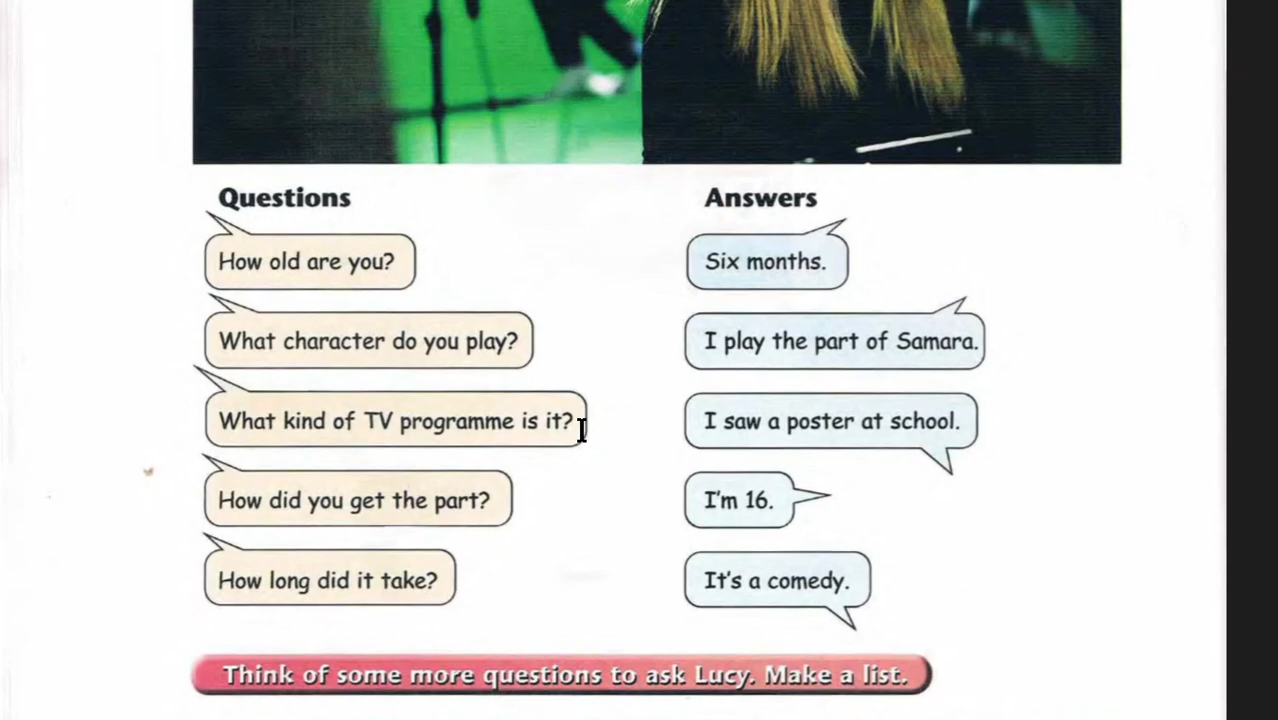 Questions
Answers
How old are you?
Six months.
What character do you play?
I play the part of Samara.
What kind of TV programme is it?
I saw a poster at school.
How did you get the part?
I'm 16.
How long did it take?
It's a comedy.
Think of some more questions to ask Lucy. Make a list.